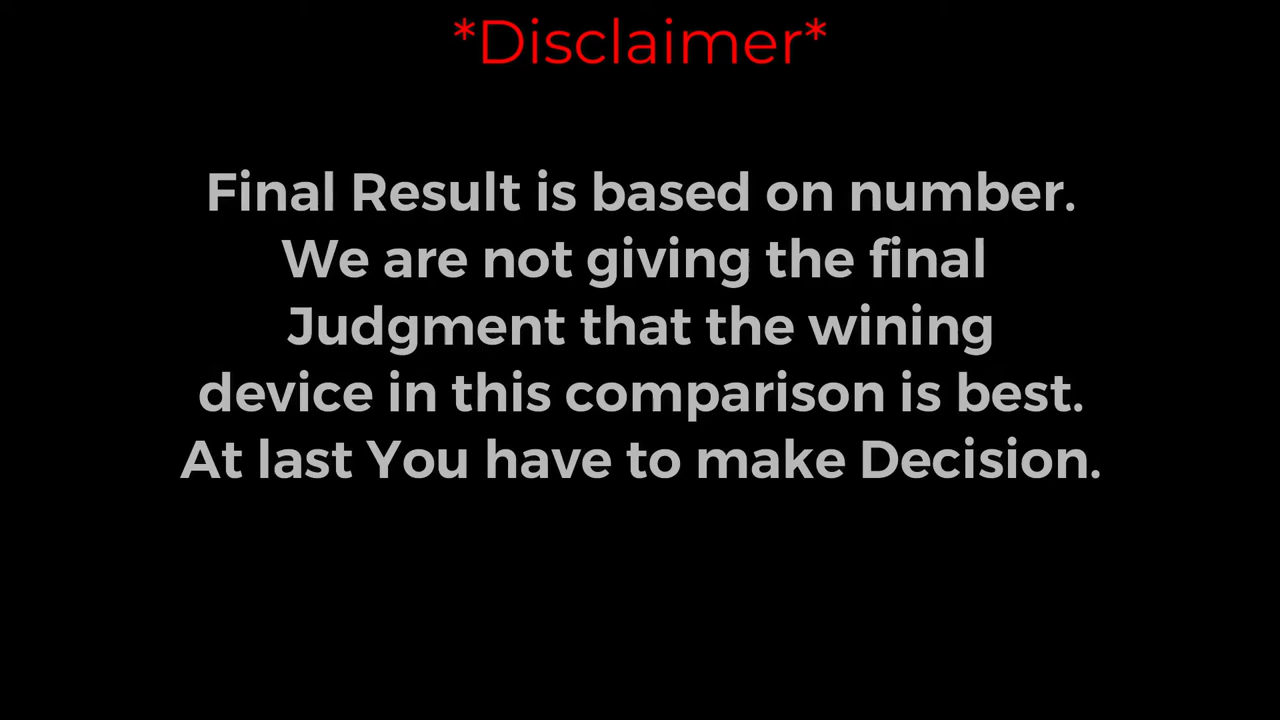 *Disclaimer*
Final Result is based on number.
We are not giving the final
Judgment that the wining
device in this comparison is best.
At last You have to make Decision.